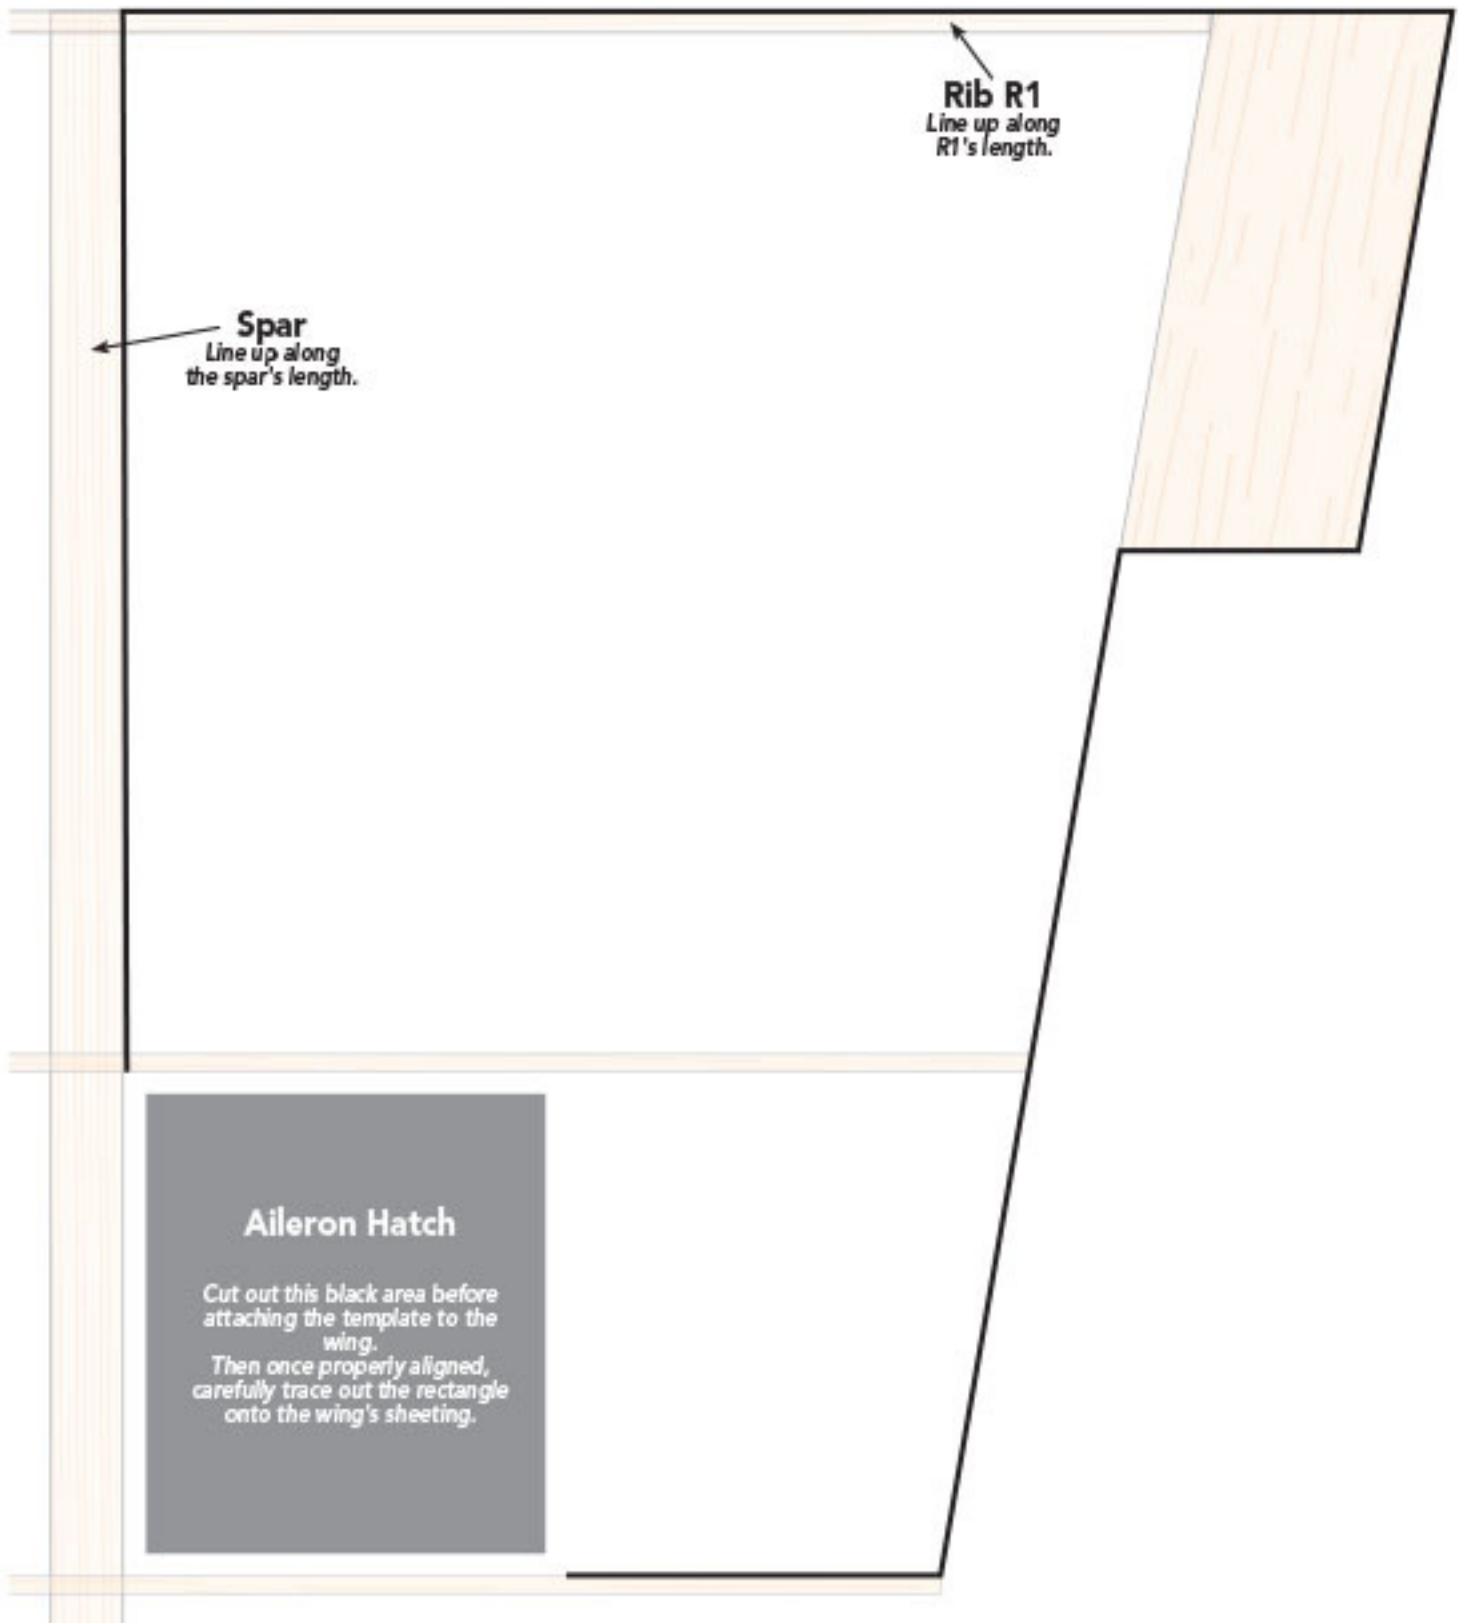 Rib R1
Line up along
R1's length.
Spar
Line up along
the spar's length.
Aileron Hatch
Cut out this black area before
attaching the template to the
wing.
Then once properly aligned,
carefully trace out the rectangle
onto the wing's sheeting.